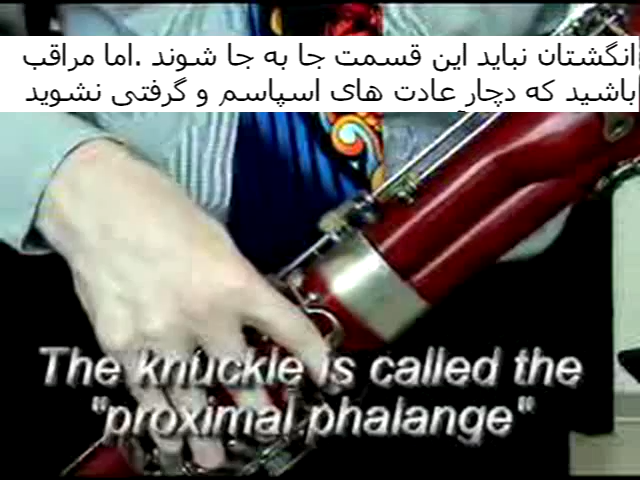 انگشتان نباید این قسمت جا به جا شوند .اما مراقب
باشید که دچار عادت های اسپاسم و گرفتی نشوید
The knuckle is called the
"proximal phalange"